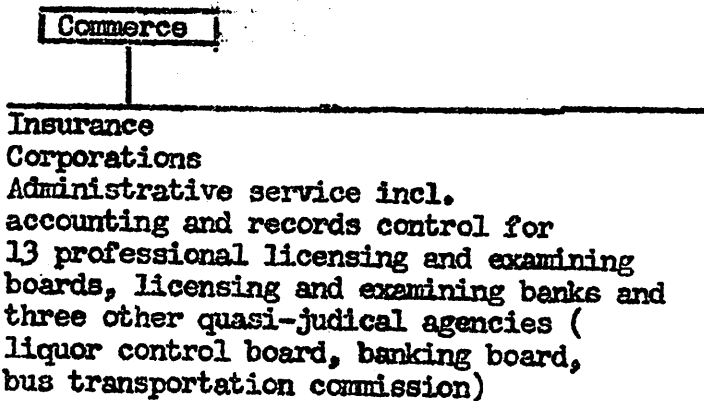 Commerce
Insurance
Corporations
Administrative service incl.
accounting and records control for
13 professional licensing and examining
boards, licensing and examining banks and
three other quasi-judical agencies (
liquor control board, banking board,
bus transportation commission)